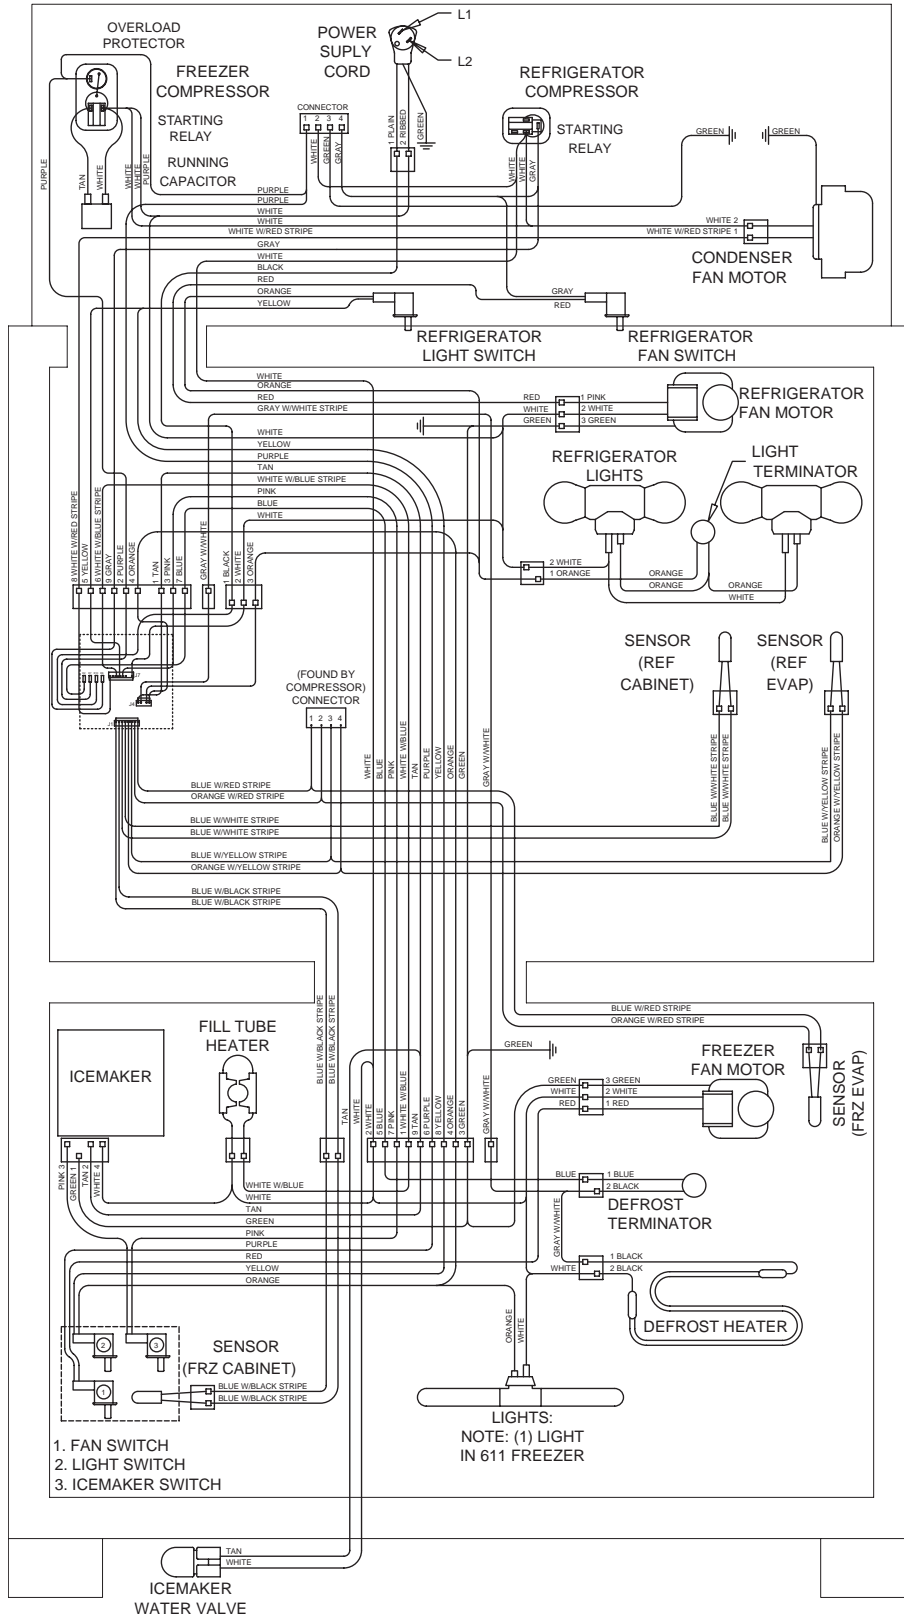 OVERLOAD
PROTECTOR
POWER
SUPLY
CORD
L1
L2
FREEZER
COMPRESSOR
REFRIGERATOR
COMPRESSOR
STARTING
RELAY
RUNNING
CAPACITOR
CONNECTOR
1 2 3 4
WHITE
GREEN
GRAY
1 PLAIN
2 RIBBED
GREEN
STARTING
RELAY
WHITE
WHITE
GRAY
GREEN
GREEN
PURPLE
TAN
WHITE
WHITE
WHITE
PURPLE
PURPLE
PURPLE
WHITE
WHITE
WHITE W/RED STRIPE
GRAY
WHITE
BLACK
RED
ORANGE
YELLOW
WHITE 2
WHITE W/RED STRIPE 1
CONDENSER
FAN MOTOR
GRAY
RED
REFRIGERATOR
LIGHT SWITCH
REFRIGERATOR
FAN SWITCH
WHITE
ORANGE
RED
GRAY W/WHITE STRIPE
WHITE
YELLOW
PURPLE
TAN
WHITE W/BLUE STRIPE
PINK
BLUE
WHITE
RED
WHITE
GREEN
1 PINK
2 WHITE
3 GREEN
REFRIGERATOR
FAN MOTOR
REFRIGERATOR
LIGHTS
LIGHT
TERMINATOR
8 WHITE W/RED STRIPE
5 YELLOW
6 WHITE W/BLUE STRIPE
9 GRAY
2 PURPLE
4 ORANGE
1 TAN
3 PINK
7 BLUE
GRAY W/WHITE
1 BLACK
2 WHITE
3 ORANGE
2 WHITE
1 ORANGE
ORANGE
ORANGE
ORANGE
WHITE
J7
J4
J1
(FOUND BY
COMPRESSOR)
CONNECTOR
1 2 3 4
SENSOR
(REF
CABINET)
SENSOR
(REF
EVAP)
WHITE
BLUE
PINK
WHITE W/BLUE
TAN
PURPLE
YELLOW
ORANGE
GREEN
GRAY W/WHITE
BLUE W/WHITE STRIPE
BLUE W/WHITE STRIPE
BLUE W/YELLOW STRIPE
ORANGE W/YELLOW STRIPE
BLUE W/RED STRIPE
ORANGE W/RED STRIPE
BLUE W/WHITE STRIPE
BLUE W/WHITE STRIPE
BLUE W/YELLOW STRIPE
ORANGE W/YELLOW STRIPE
BLUE W/BLACK STRIPE
BLUE W/BLACK STRIPE
BLUE W/BLACK STRIPE
BLUE W/BLACK STRIPE
BLUE W/RED STRIPE
ORANGE W/RED STRIPE
ICEMAKER
FILL TUBE
HEATER
GREEN
FREEZER
FAN MOTOR
SENSOR
(FRZ EVAP)
TAN
WHITE
2 WHITE
5 BLUE
7 PINK
1 WHITE W/BLUE
9 TAN
6 PURPLE
8 YELLOW
4 ORANGE
3 GREEN
GRAY W/WHITE
GREEN
WHITE
RED
3 GREEN
2 WHITE
1 RED
PINK 3
GREEN 1
TAN 2
WHITE 4
WHITE W/BLUE
WHITE
TAN
GREEN
PINK
PURPLE
RED
YELLOW
ORANGE
BLUE
1 BLUE
2 BLACK
DEFROST
TERMINATOR
GRAY W/WHITE
WHITE
1 BLACK
2 BLACK
DEFROST HEATER
ORANGE
WHITE
2
3
1
SENSOR
(FRZ CABINET)
BLUE W/BLACK STRIPE
BLUE W/BLACK STRIPE
LIGHTS:
NOTE: (1) LIGHT
IN 611 FREEZER
1. FAN SWITCH
2. LIGHT SWITCH
3. ICEMAKER SWITCH
TAN
WHITE
ICEMAKER
WATER VALVE